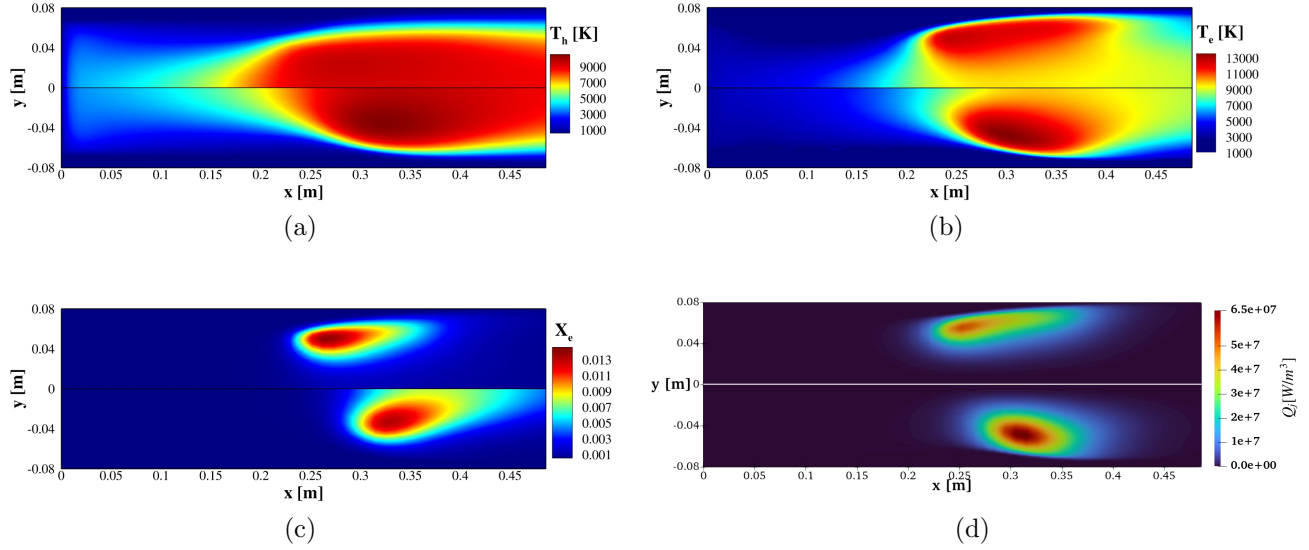 0.08
0.04
0
-0.04
-0.08
y [m]
0 0.05 0.1 0.15 0.2 0.25 0.3 0.35 0.4 0.45
x [m]
T_h [K]
9000
7000
5000
3000
1000
(a)
0.08
0.04
0
-0.04
-0.08
y [m]
0 0.05 0.1 0.15 0.2 0.25 0.3 0.35 0.4 0.45
x [m]
T_e [K]
13000
11000
9000
7000
5000
3000
1000
(b)
0.08
0.04
0
-0.04
-0.08
y [m]
0 0.05 0.1 0.15 0.2 0.25 0.3 0.35 0.4 0.45
x [m]
X_e
0.013
0.011
0.009
0.007
0.005
0.003
0.001
(c)
0.08
0.04
y [m] 0
-0.04
-0.08
0 0.05 0.1 0.15 0.2 0.25 0.3 0.35 0.4 0.45
x [m]
6.5e+07
5e+7
4e+7
3e+7
2e+7
1e+7
0.0e+00
Q_j[W/m³]
(d)